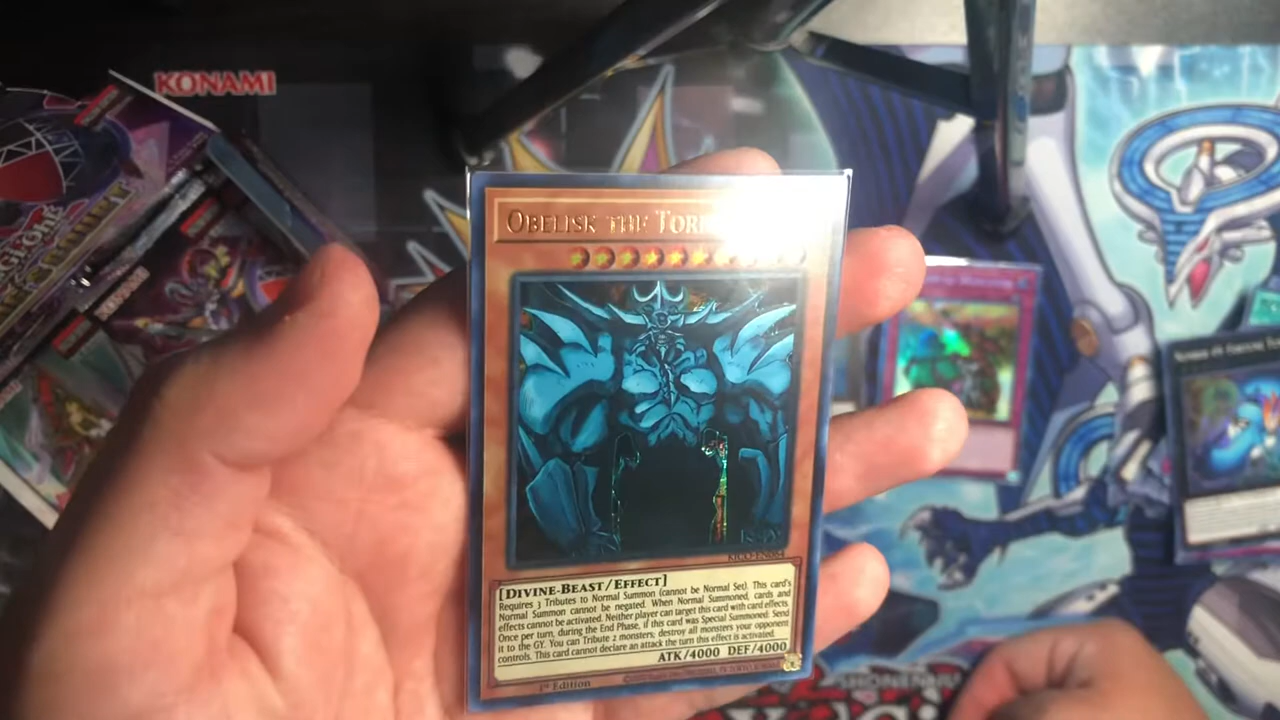 KONAMI
OBELISK THE TOR
[DIVINE-BEAST/EFFECT]
Requires 3 Tributes to Normal Summon (cannot be Normal Set). This card's
Normal Summon cannot be negated. When Normal Summoned, cards and
effects cannot be activated. Neither player can target this card with card effects.
Once per turn, during the End Phase, if this card was Special Summoned: Send
it to the GY. You can Tribute 2 monsters; destroy all monsters your opponent
controls. This card cannot declare an attack the turn this effect is activated.
ATK/4000 DEF/4000
1st Edition